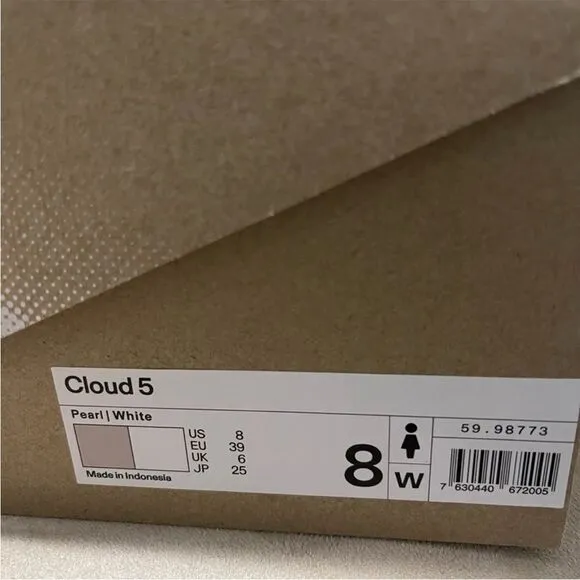 Cloud 5
Pearl | White
US 8
EU 39
UK 6
JP 25
Made in Indonesia
8
W
59.98773
7 630440 672005